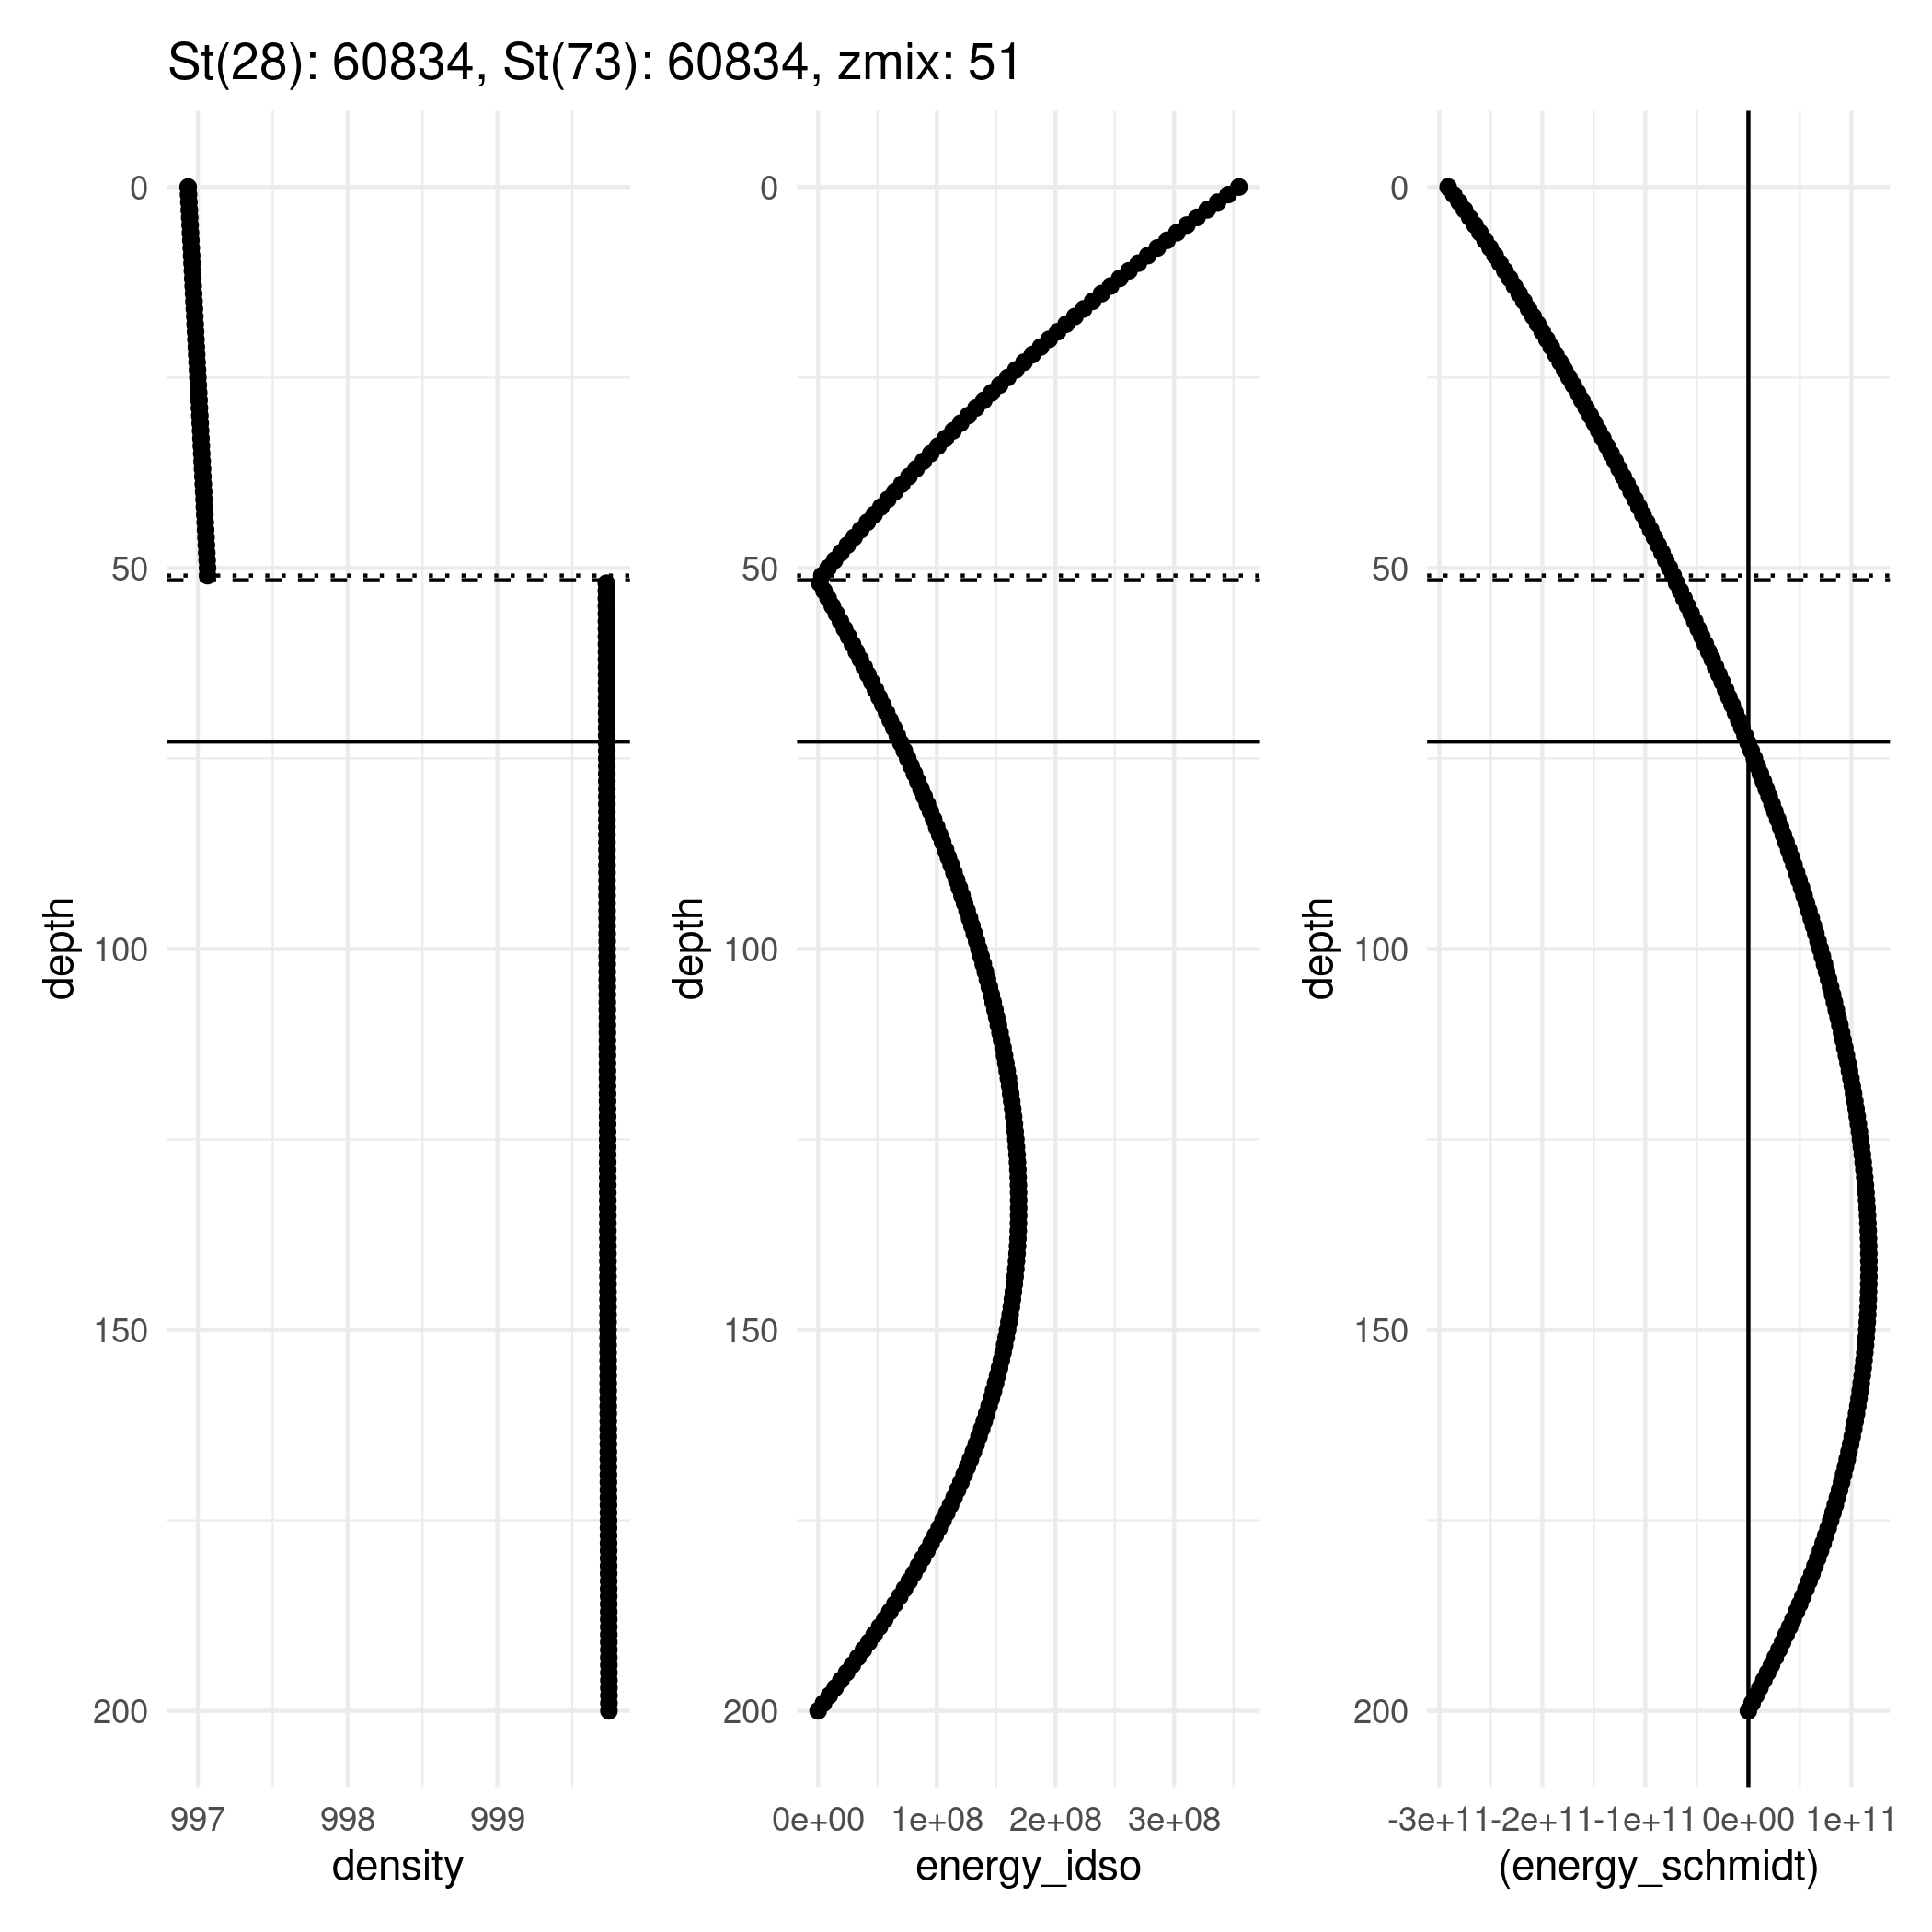 St(28): 60834, St(73): 60834, zmix: 51
0
50
100
150
200
depth
997 998 999
density
0
50
100
150
200
depth
0e+00 1e+08 2e+08 3e+08
energy_idso
0
50
100
150
200
depth
-3e+11 -2e+11 -1e+11 0e+00 1e+11
(energy_schmidt)